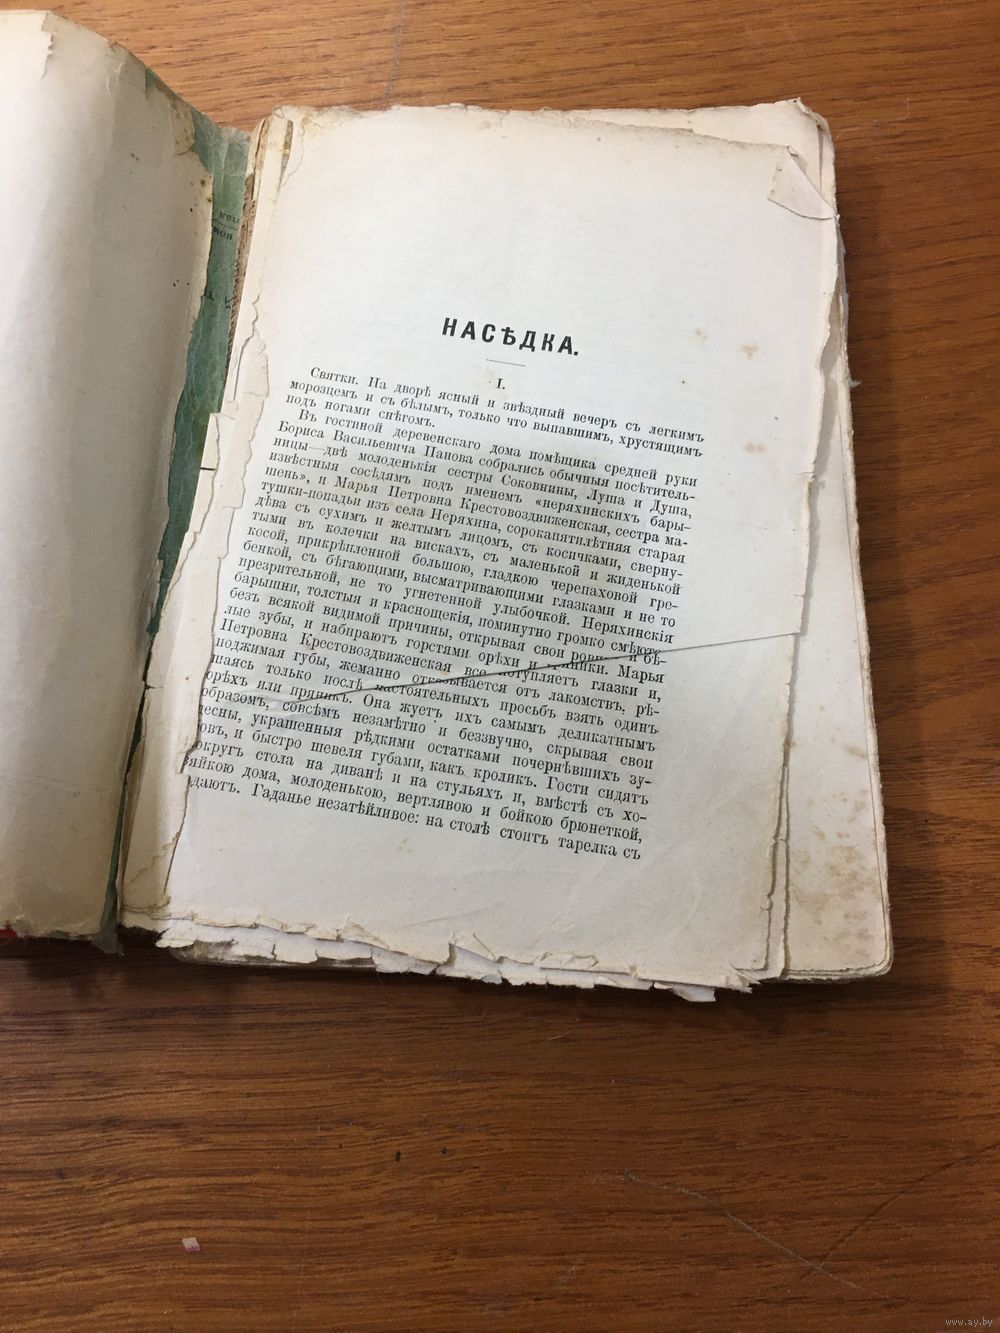 НАСѢДКА.
I.
Святки. На дворѣ ясный и звѣздный вечеръ съ легкимъ
морозцемъ и съ бѣлымъ, только что выпавшимъ, хрустящимъ
подъ ногами снѣгомъ.
Въ гостиной деревенскаго дома помѣщика средней руки
Бориса Васильевича Панова собрались обычныя посѣтитель-
ницы—двѣ молоденькія сестры Соковнины, Луша и Душа,
извѣстныя сосѣдямъ подъ именемъ «неряхинскихъ бары-
шень», и Марья Петровна Крестовоздвиженская, сестра ма-
тушки-попадьи изъ села Неряхина, сорокапятилѣтняя старая
дѣва съ сухимъ и желтымъ лицомъ, съ косичками, сверну-
тыми въ колечки на вискахъ, съ маленькой и жиденькой
косой, прикрѣпленной большою, гладкою черепаховой гре-
бенкой, съ бѣгающими, высматривающими глазками и не то
презрительной, не то угнетенной улыбочкой. Неряхинскія
барышни, толстыя и краснощекія, поминутно громко смѣются
безъ всякой видимой причины, открывая свои и бѣ-
лые зубы, и набираютъ горстями орѣхи и пряники. Марья
Петровна Крестовоздвиженская все потупляетъ глазки и,
поджимая губы, жеманно отказывается отъ лакомствъ, рѣ-
шаясь только послѣ настоятельныхъ просьбъ взять одинъ
орѣхъ или пряникъ. Она жуетъ ихъ самымъ деликатнымъ
образомъ, совсѣмъ незамѣтно и беззвучно, скрывая свои
десны, украшенныя рѣдкими остатками почернѣвшихъ зу-
бовъ, и быстро шевеля губами, какъ кроликъ. Гости сидятъ
вокругъ стола на диванѣ и на стульяхъ и, вмѣстѣ съ хо-
зяйкою дома, молоденькою, вертлявою и бойкою брюнеткой,
гадаютъ. Гаданье незатѣйливое: на столѣ стоитъ тарелка съ
www.ay.by